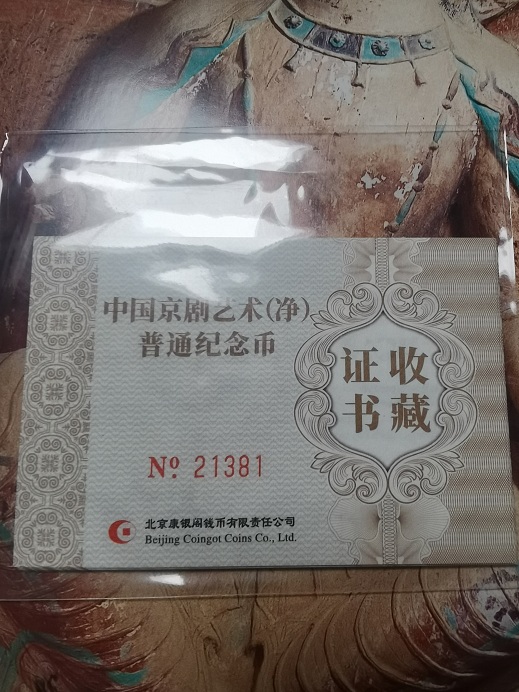 中国京剧艺术(净)
普通纪念币
收藏
证书
Nº 21381
北京康银阁钱币有限责任公司
Beijing Coingot Coins Co., Ltd.